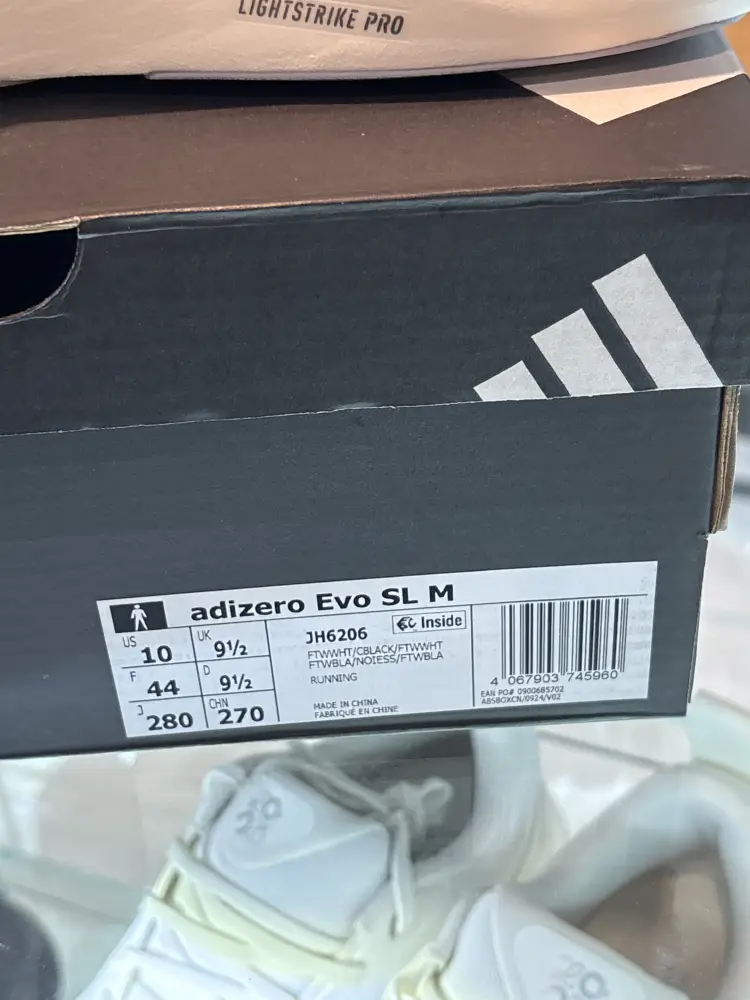 LIGHTSTRIKE PRO
adizero Evo SL M
US 10 UK 9½
F 44 D 9½
J 280 CHN 270
JH6206 Inside
FTWWHT/CBLACK/FTWWHT
FTWBLA/NOIESS/FTWBLA
RUNNING
MADE IN CHINA
FABRIQUÉ EN CHINE
4 067903 745960
EAN PO# 0900685702
ABSBOXCN/0924/V02